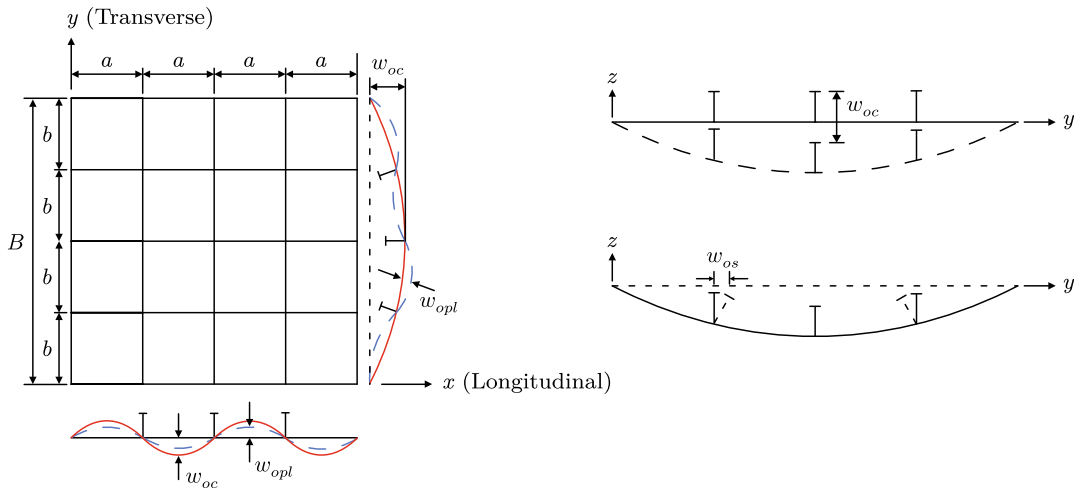 y (Transverse)
a a a a
w_oc
b
b
b
b
B
w_opl
x (Longitudinal)
w_oc
w_opl
z
w_oc
y
z
w_os
y